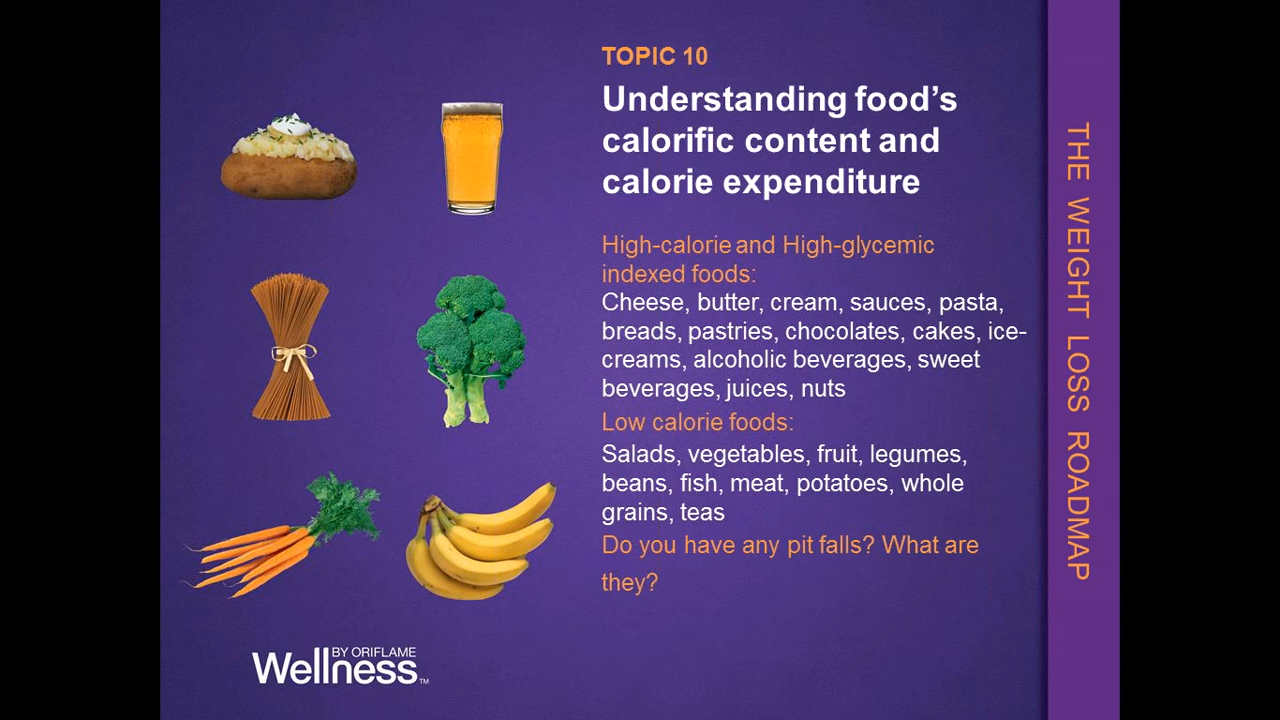 TOPIC 10
Understanding food’s
calorific content and
calorie expenditure
High-calorie and High-glycemic
indexed foods:
Cheese, butter, cream, sauces, pasta,
breads, pastries, chocolates, cakes, ice-
creams, alcoholic beverages, sweet
beverages, juices, nuts
Low calorie foods:
Salads, vegetables, fruit, legumes,
beans, fish, meat, potatoes, whole
grains, teas
Do you have any pit falls? What are
they?
THE WEIGHT LOSS ROADMAP
BY ORIFLAME
Wellness™